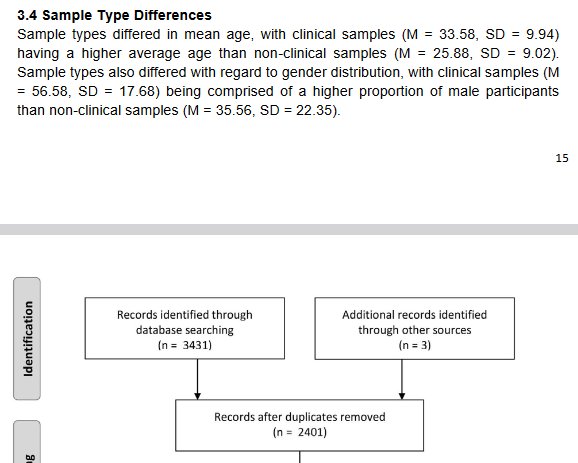 3.4 Sample Type Differences
Sample types differed in mean age, with clinical samples (M = 33.58, SD = 9.94)
having a higher average age than non-clinical samples (M = 25.88, SD = 9.02).
Sample types also differed with regard to gender distribution, with clinical samples (M
= 56.58, SD = 17.68) being comprised of a higher proportion of male participants
than non-clinical samples (M = 35.56, SD = 22.35).
15
Identification
Records identified through
database searching
(n = 3431)
Additional records identified
through other sources
(n = 3)
Records after duplicates removed
(n = 2401)